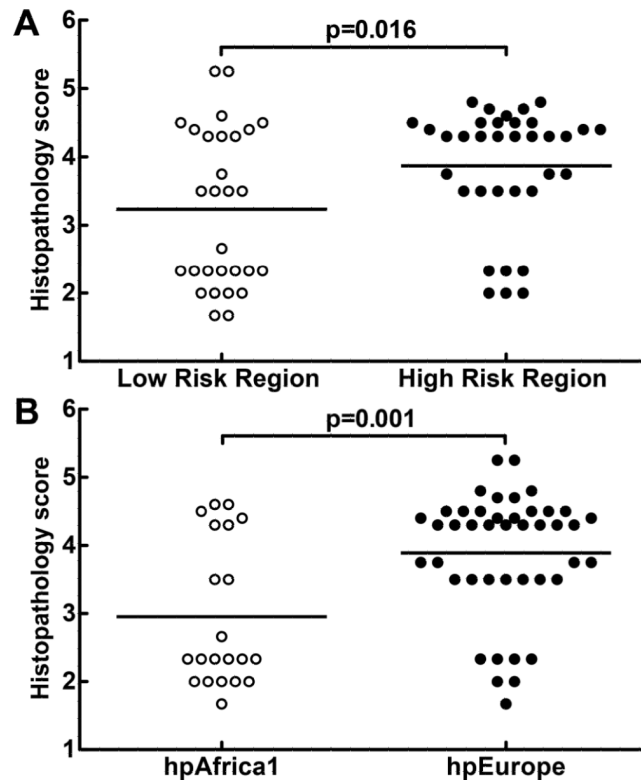 A
p=0.016
Histopathology score
6
5
4
3
2
1
Low Risk Region
High Risk Region
B
p=0.001
Histopathology score
6
5
4
3
2
1
hpAfrica1
hpEurope